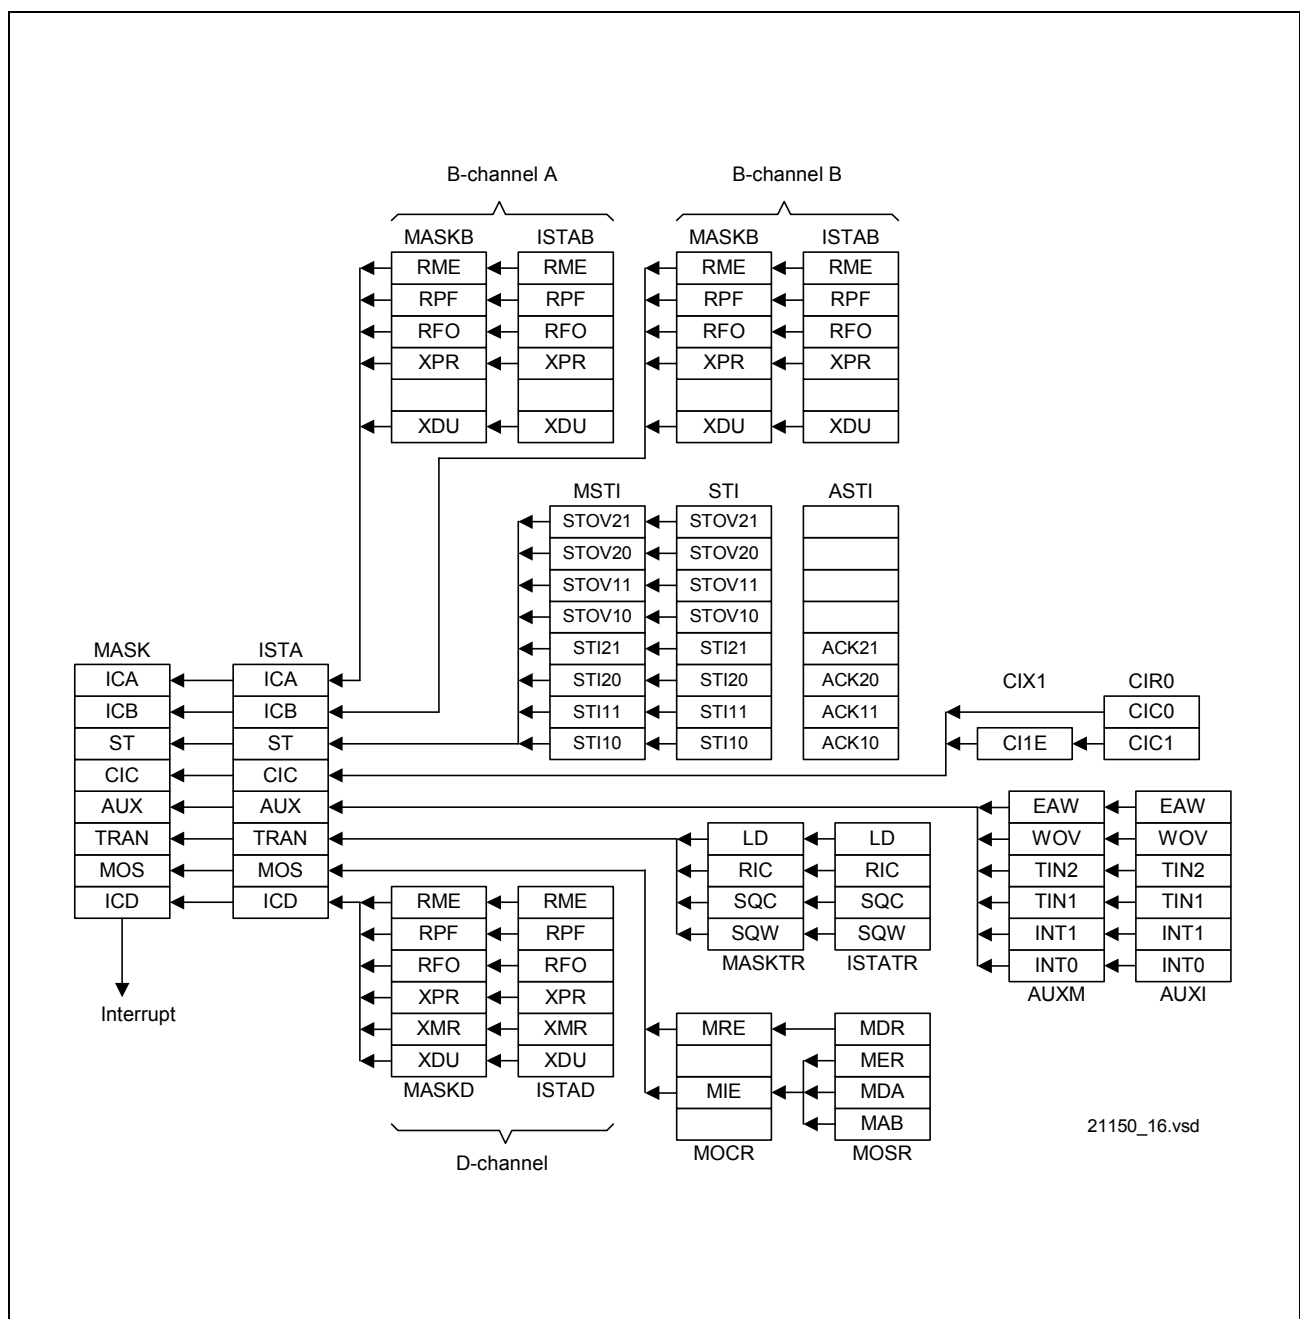 B-channel A B-channel B
MASKB ISTAB MASKB ISTAB
RME RME RME RME
RPF RPF RPF RPF
RFO RFO RFO RFO
XPR XPR XPR XPR
XDU XDU XDU XDU
MSTI STI ASTI
STOV21 STOV21
STOV20 STOV20
STOV11 STOV11
STOV10 STOV10
MASK ISTA STI21 STI21 ACK21
ICA ICA STI20 STI20 ACK20 CIX1 CIR0
ICB ICB STI11 STI11 ACK11 CIC0
ST ST STI10 STI10 ACK10 CI1E CIC1
CIC CIC
AUX AUX EAW EAW
TRAN TRAN LD LD WOV WOV
MOS MOS RIC RIC TIN2 TIN2
ICD ICD RME RME SQC SQC TIN1 TIN1
RPF RPF SQW SQW INT1 INT1
RFO RFO MASKTR ISTATR INT0 INT0
XPR XPR AUXM AUXI
Interrupt
XMR XMR MRE MDR
XDU XDU MER
MASKD ISTAD MIE MDA
MAB
21150_16.vsd
MOCR MOSR
D-channel